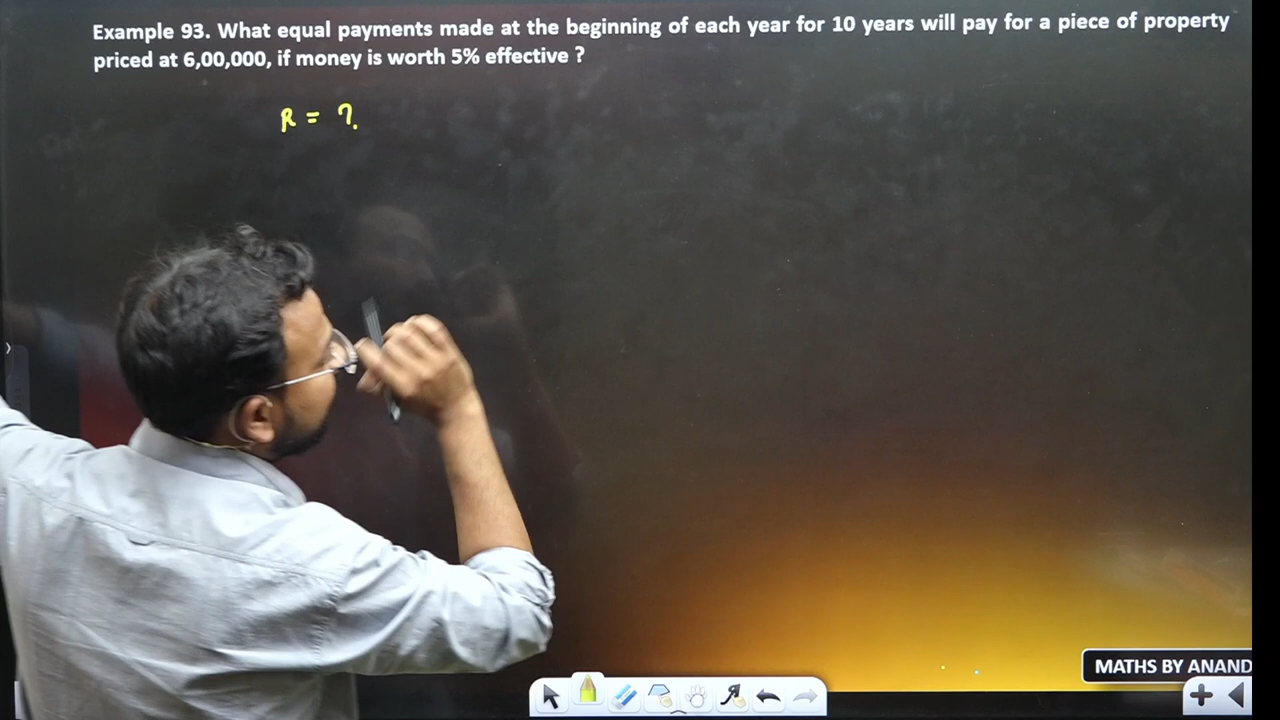 Example 93. What equal payments made at the beginning of each year for 10 years will pay for a piece of property
priced at 6,00,000, if money is worth 5% effective ?
R = ?
MATHS BY ANAND